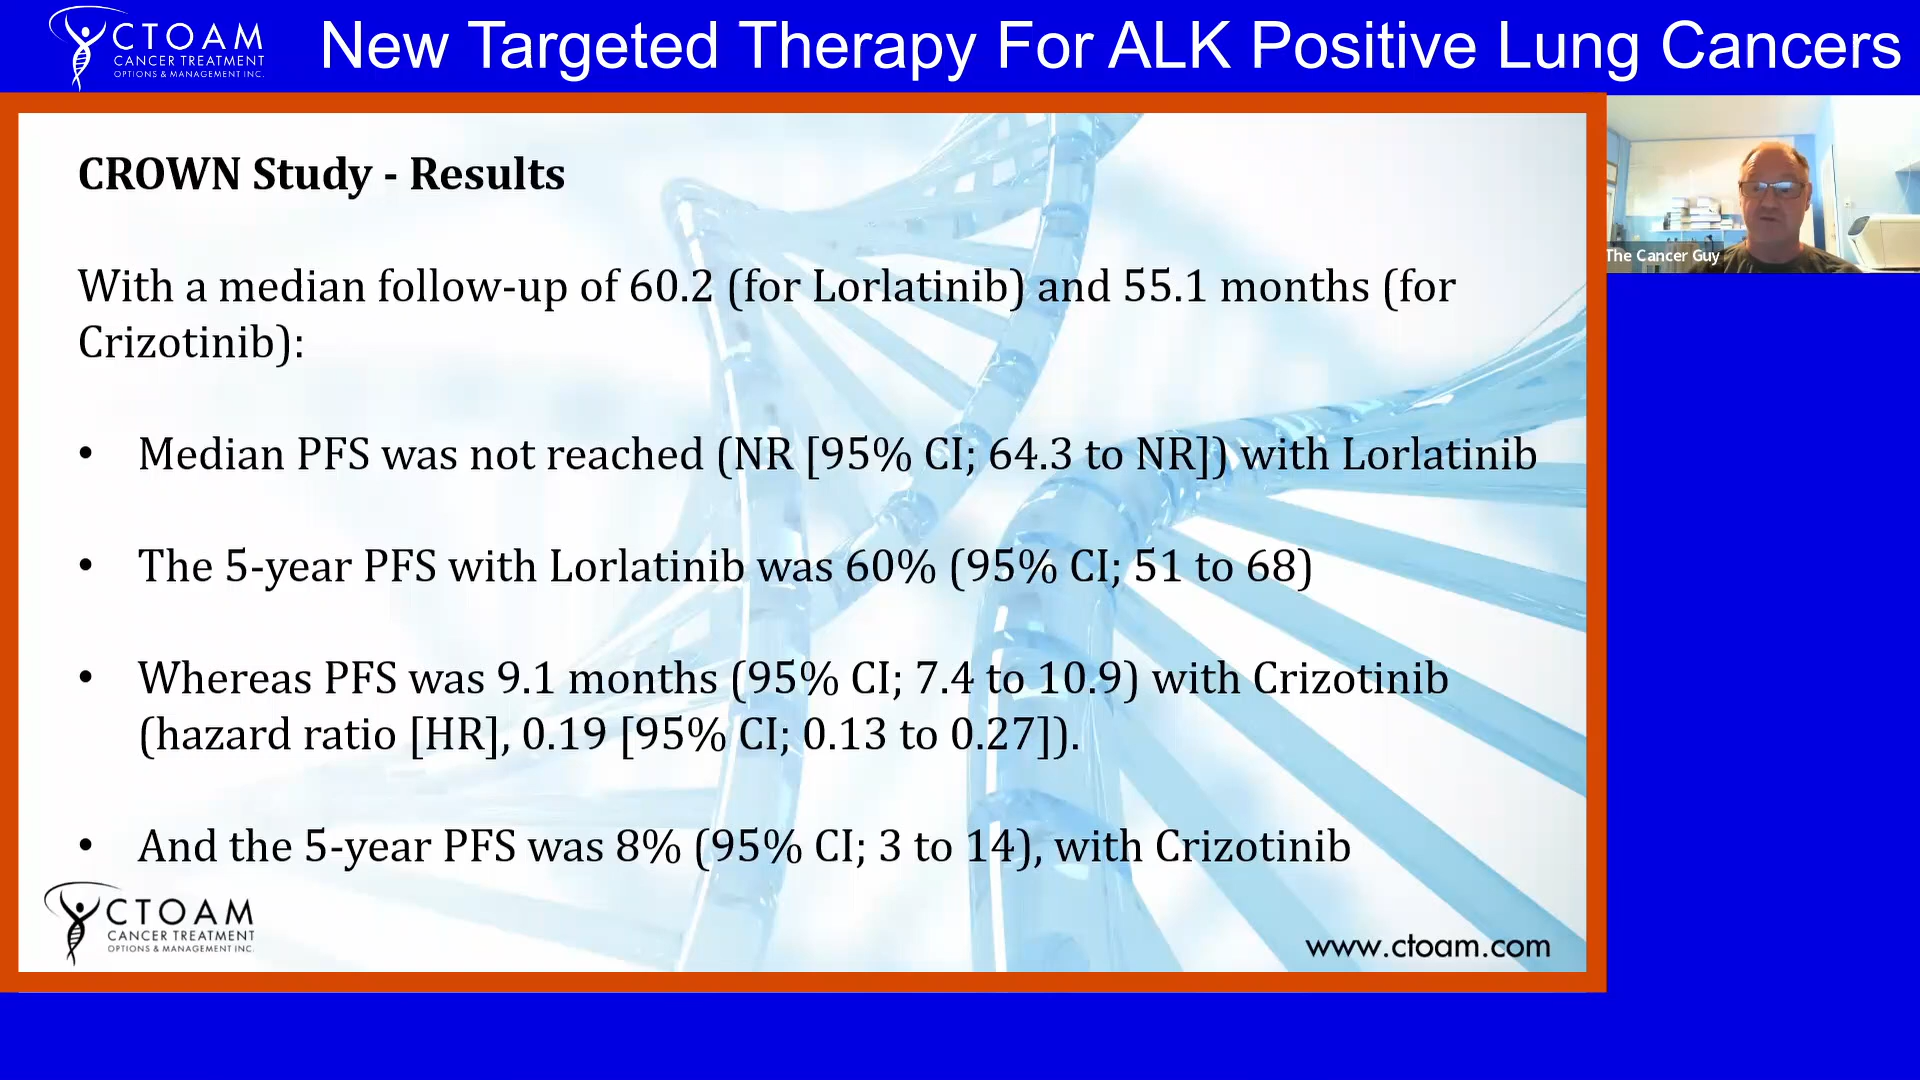 CTOAM
CANCER TREATMENT
OPTIONS & MANAGEMENT INC.
New Targeted Therapy For ALK Positive Lung Cancers
The Cancer Guy
CROWN Study - Results
With a median follow-up of 60.2 (for Lorlatinib) and 55.1 months (for
Crizotinib):
• Median PFS was not reached (NR [95% CI; 64.3 to NR]) with Lorlatinib
• The 5-year PFS with Lorlatinib was 60% (95% CI; 51 to 68)
• Whereas PFS was 9.1 months (95% CI; 7.4 to 10.9) with Crizotinib
(hazard ratio [HR], 0.19 [95% CI; 0.13 to 0.27]).
• And the 5-year PFS was 8% (95% CI; 3 to 14), with Crizotinib
CTOAM
CANCER TREATMENT
OPTIONS & MANAGEMENT INC.
www.ctoam.com